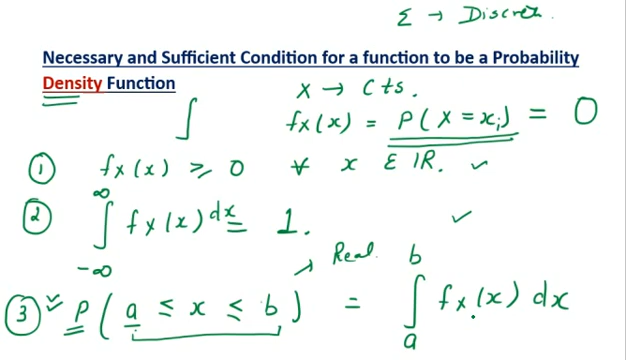 Σ → Discrete
Necessary and Sufficient Condition for a function to be a Probability
Density Function
X → Cts.
∫ fx(x) = P(X = xi) = 0
① fx(x) ≥ 0 ∀ x ∈ IR. ✓
② ∫_{-∞}^{∞} fx(x) dx = 1. ✓
→ Real
③ ✓ P(a ≤ x ≤ b) = ∫_{a}^{b} fx(x) dx